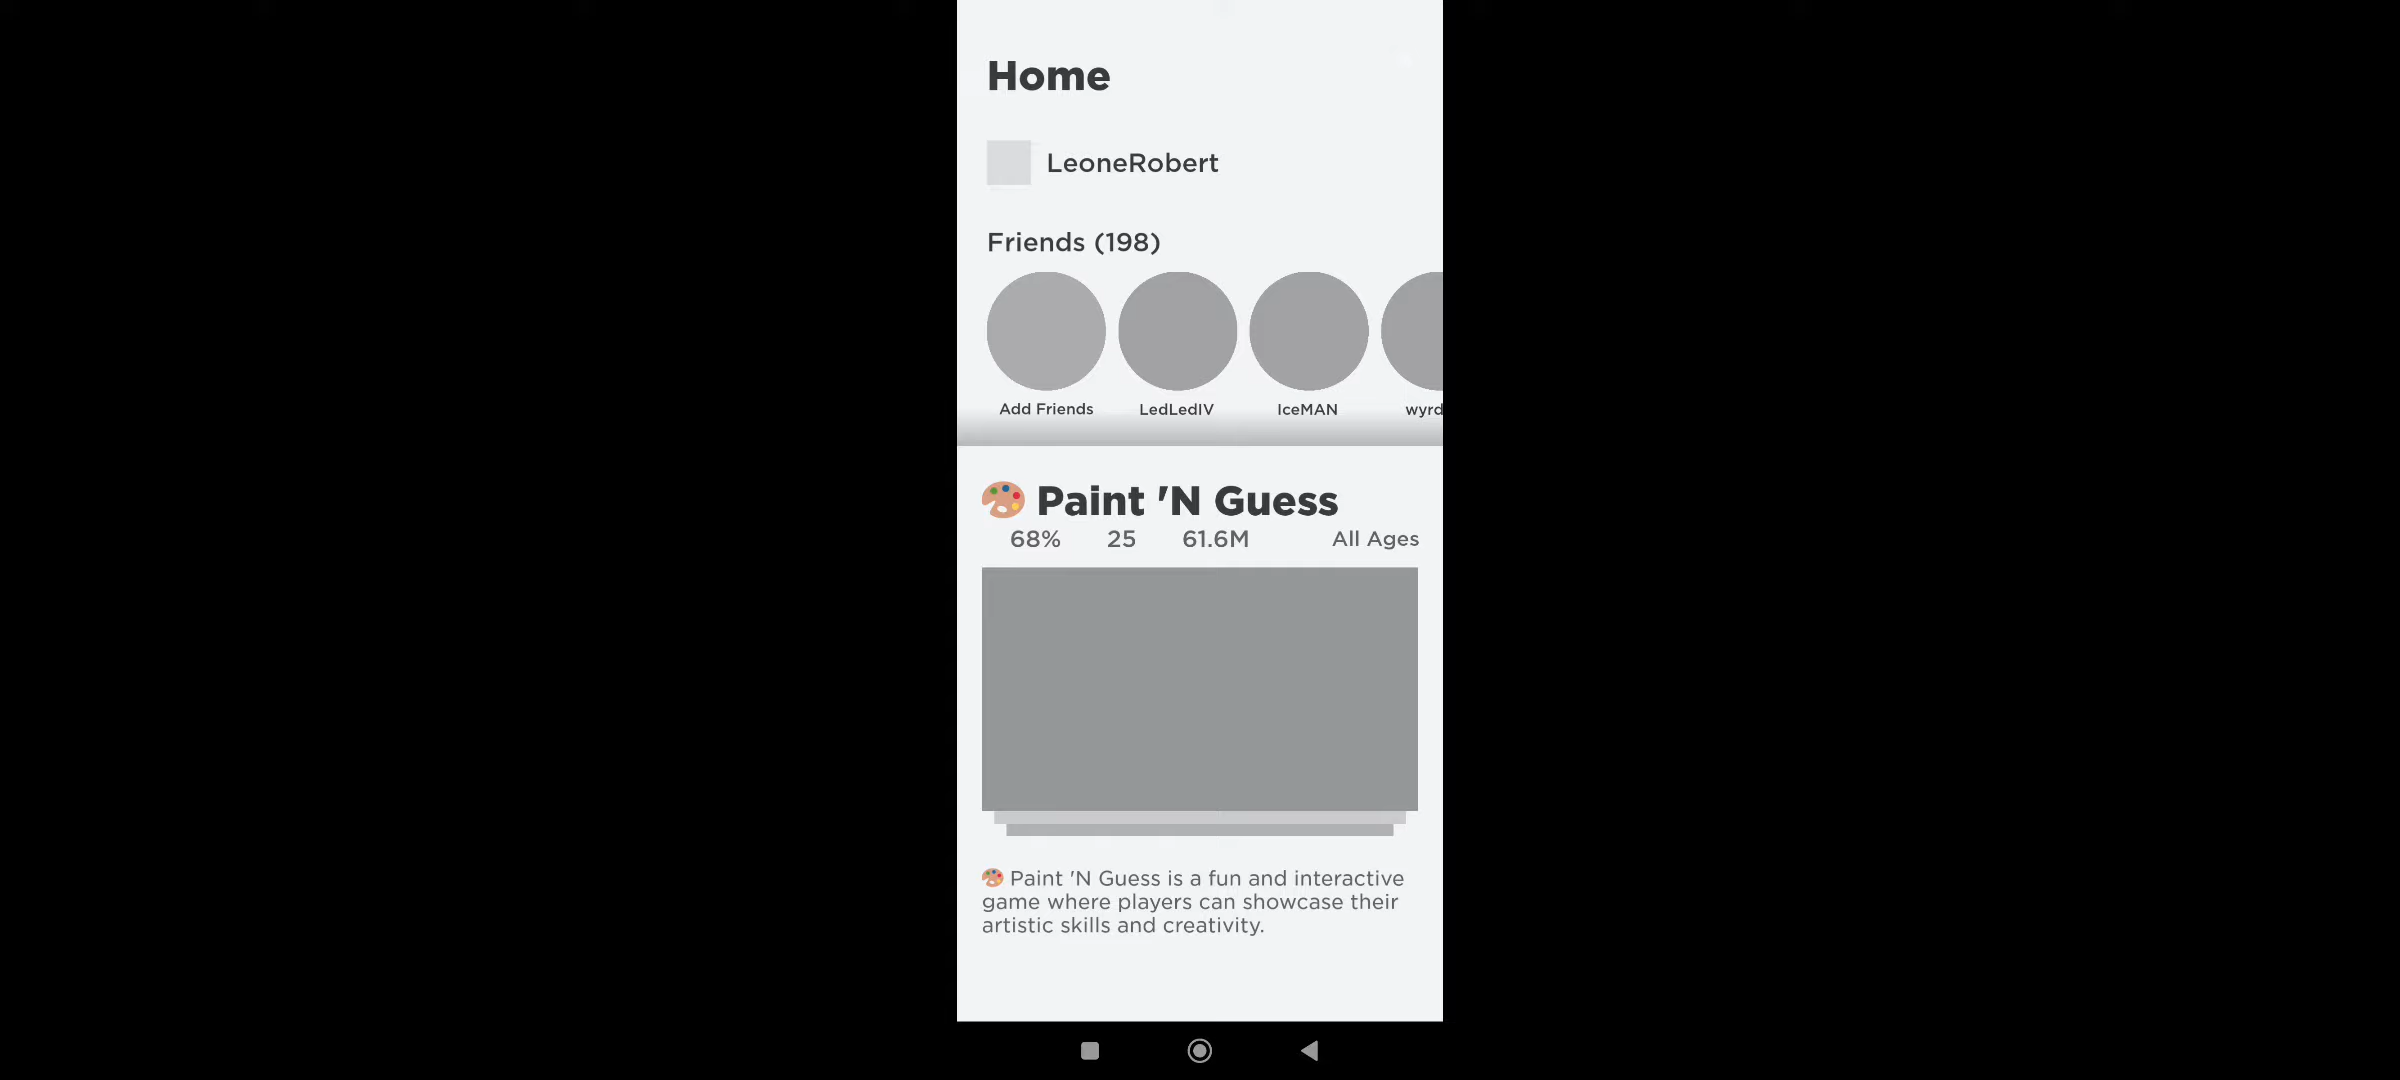 Home
LeoneRobert
Friends (198)
Add Friends LedLedIV IceMAN wyrd
🎨 Paint 'N Guess
68% 25 61.6M All Ages
🎨 Paint 'N Guess is a fun and interactive
game where players can showcase their
artistic skills and creativity.